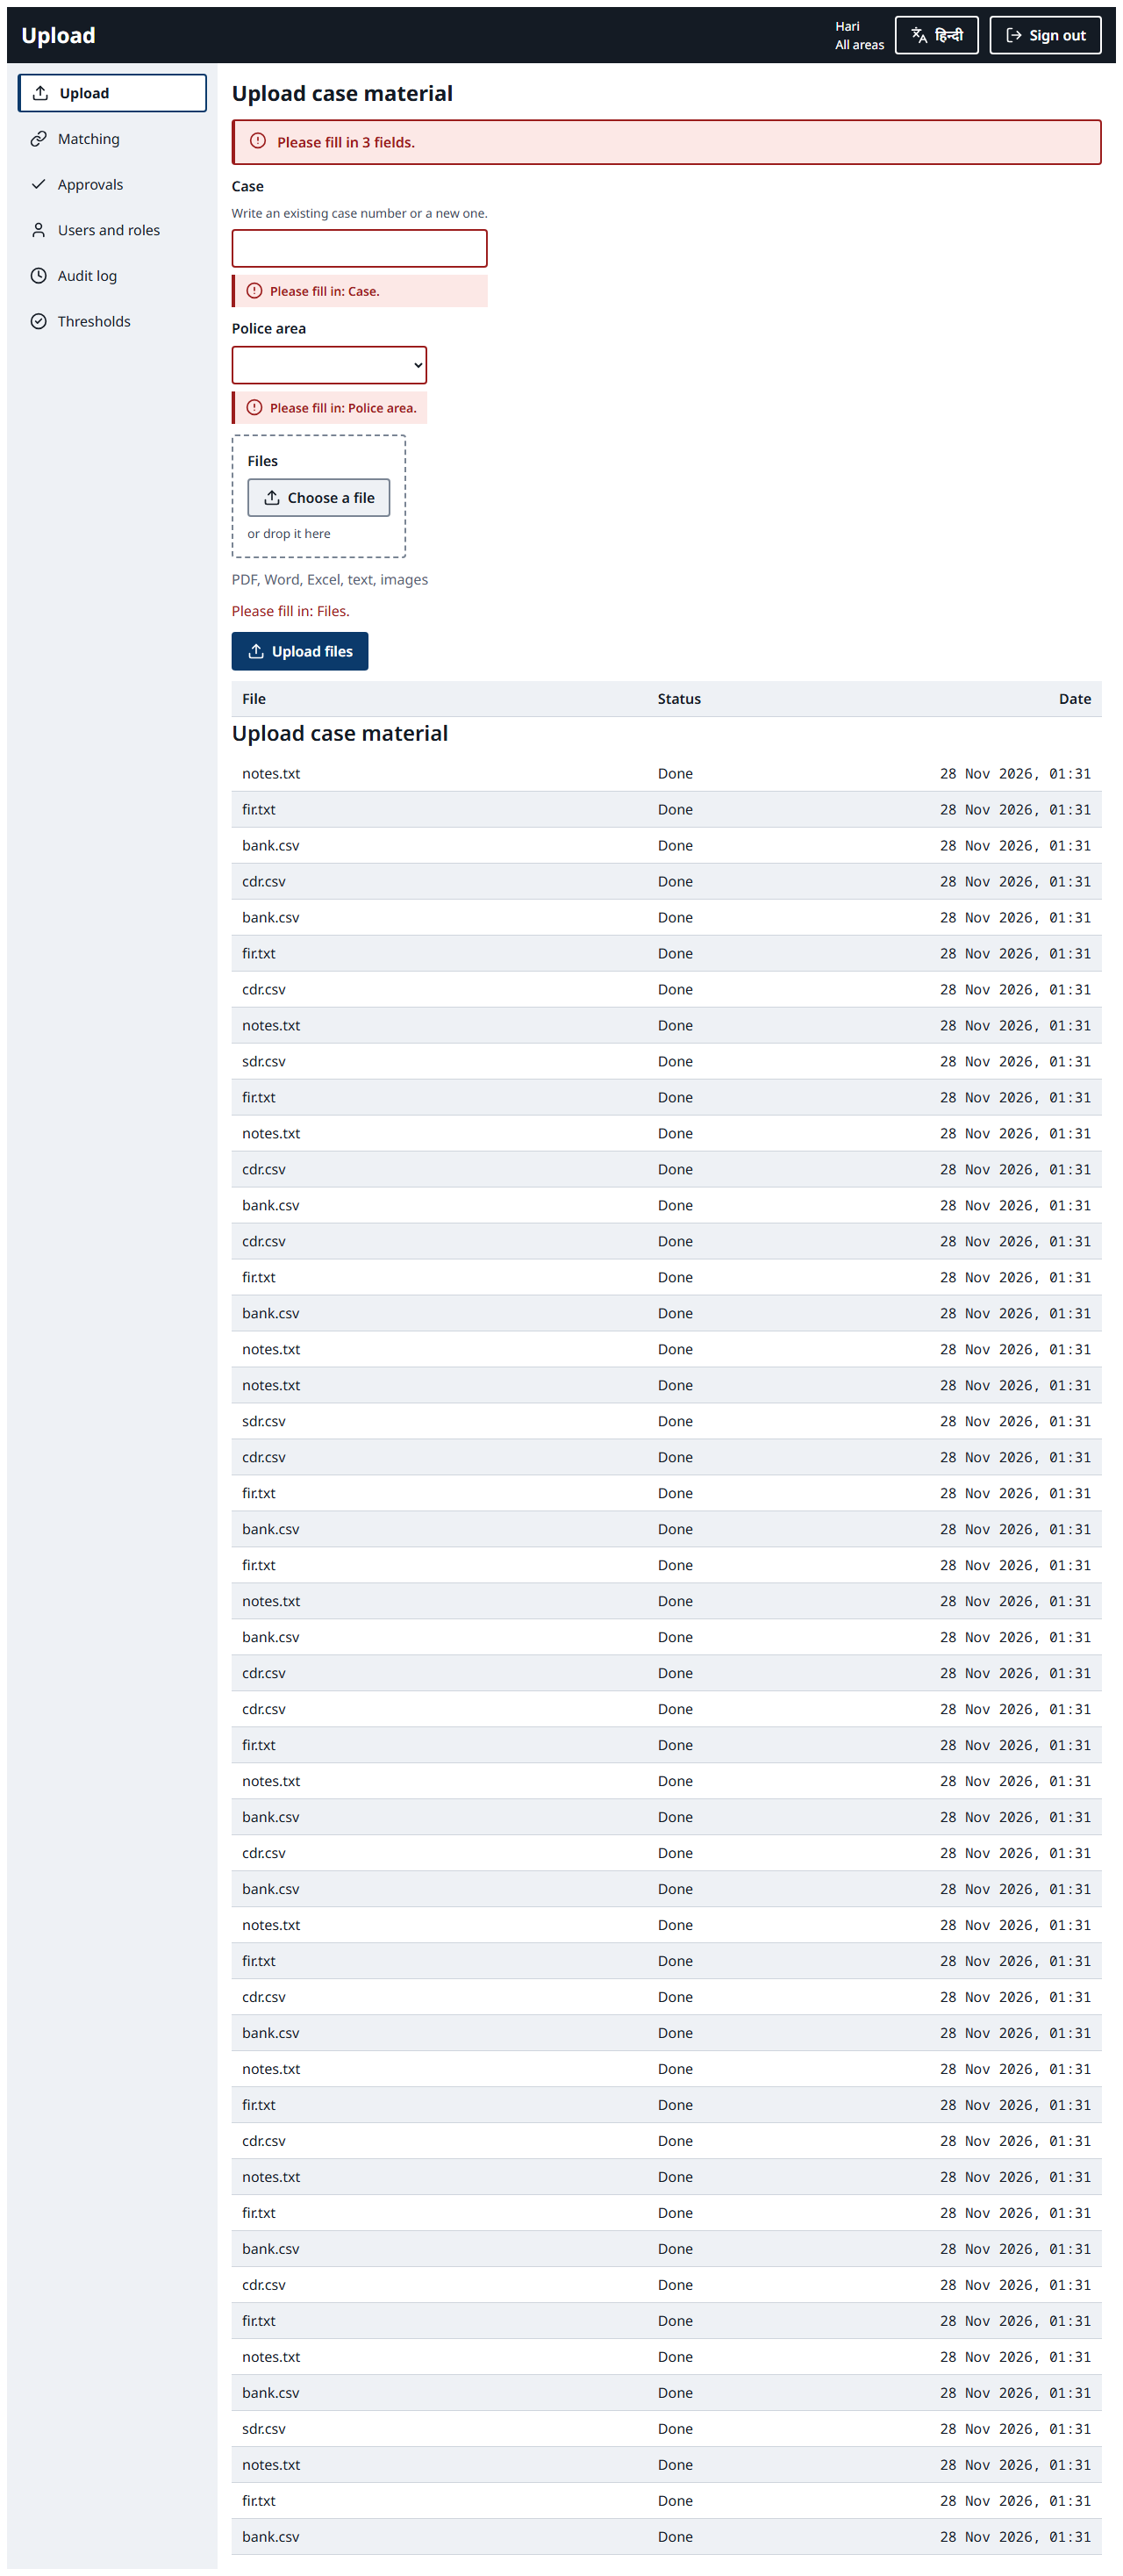 Upload
Hari
All areas
हिन्दी
Sign out
Upload
Matching
Approvals
Users and roles
Audit log
Thresholds
Upload case material
Please fill in 3 fields.
Case
Write an existing case number or a new one.
Please fill in: Case.
Police area
Please fill in: Police area.
Files
Choose a file
or drop it here
PDF, Word, Excel, text, images
Please fill in: Files.
Upload files
File Status Date
Upload case material
notes.txt Done 28 Nov 2026, 01:31
fir.txt Done 28 Nov 2026, 01:31
bank.csv Done 28 Nov 2026, 01:31
cdr.csv Done 28 Nov 2026, 01:31
bank.csv Done 28 Nov 2026, 01:31
fir.txt Done 28 Nov 2026, 01:31
cdr.csv Done 28 Nov 2026, 01:31
notes.txt Done 28 Nov 2026, 01:31
sdr.csv Done 28 Nov 2026, 01:31
fir.txt Done 28 Nov 2026, 01:31
notes.txt Done 28 Nov 2026, 01:31
cdr.csv Done 28 Nov 2026, 01:31
bank.csv Done 28 Nov 2026, 01:31
cdr.csv Done 28 Nov 2026, 01:31
fir.txt Done 28 Nov 2026, 01:31
bank.csv Done 28 Nov 2026, 01:31
notes.txt Done 28 Nov 2026, 01:31
notes.txt Done 28 Nov 2026, 01:31
sdr.csv Done 28 Nov 2026, 01:31
cdr.csv Done 28 Nov 2026, 01:31
fir.txt Done 28 Nov 2026, 01:31
bank.csv Done 28 Nov 2026, 01:31
fir.txt Done 28 Nov 2026, 01:31
notes.txt Done 28 Nov 2026, 01:31
bank.csv Done 28 Nov 2026, 01:31
cdr.csv Done 28 Nov 2026, 01:31
cdr.csv Done 28 Nov 2026, 01:31
fir.txt Done 28 Nov 2026, 01:31
notes.txt Done 28 Nov 2026, 01:31
bank.csv Done 28 Nov 2026, 01:31
cdr.csv Done 28 Nov 2026, 01:31
bank.csv Done 28 Nov 2026, 01:31
notes.txt Done 28 Nov 2026, 01:31
fir.txt Done 28 Nov 2026, 01:31
cdr.csv Done 28 Nov 2026, 01:31
bank.csv Done 28 Nov 2026, 01:31
notes.txt Done 28 Nov 2026, 01:31
fir.txt Done 28 Nov 2026, 01:31
cdr.csv Done 28 Nov 2026, 01:31
notes.txt Done 28 Nov 2026, 01:31
fir.txt Done 28 Nov 2026, 01:31
bank.csv Done 28 Nov 2026, 01:31
cdr.csv Done 28 Nov 2026, 01:31
fir.txt Done 28 Nov 2026, 01:31
notes.txt Done 28 Nov 2026, 01:31
bank.csv Done 28 Nov 2026, 01:31
sdr.csv Done 28 Nov 2026, 01:31
notes.txt Done 28 Nov 2026, 01:31
fir.txt Done 28 Nov 2026, 01:31
bank.csv Done 28 Nov 2026, 01:31